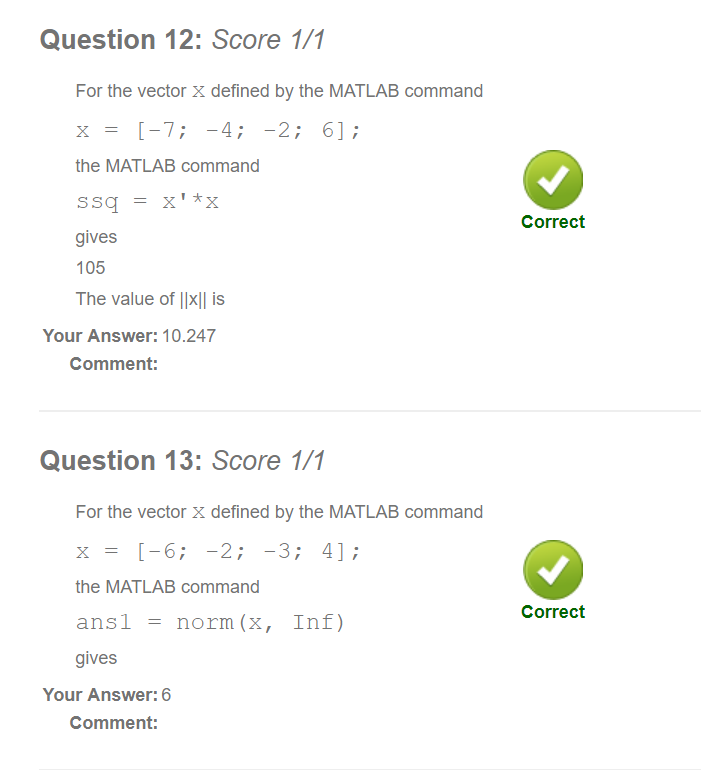 Question 12: Score 1/1
For the vector x defined by the MATLAB command
x = [-7; -4; -2; 6];
the MATLAB command
ssq = x'*x
gives
105
The value of ||x|| is
Correct
Your Answer: 10.247
Comment:
Question 13: Score 1/1
For the vector x defined by the MATLAB command
x = [-6; -2; -3; 4];
the MATLAB command
ans1 = norm(x, Inf)
gives
Correct
Your Answer: 6
Comment: